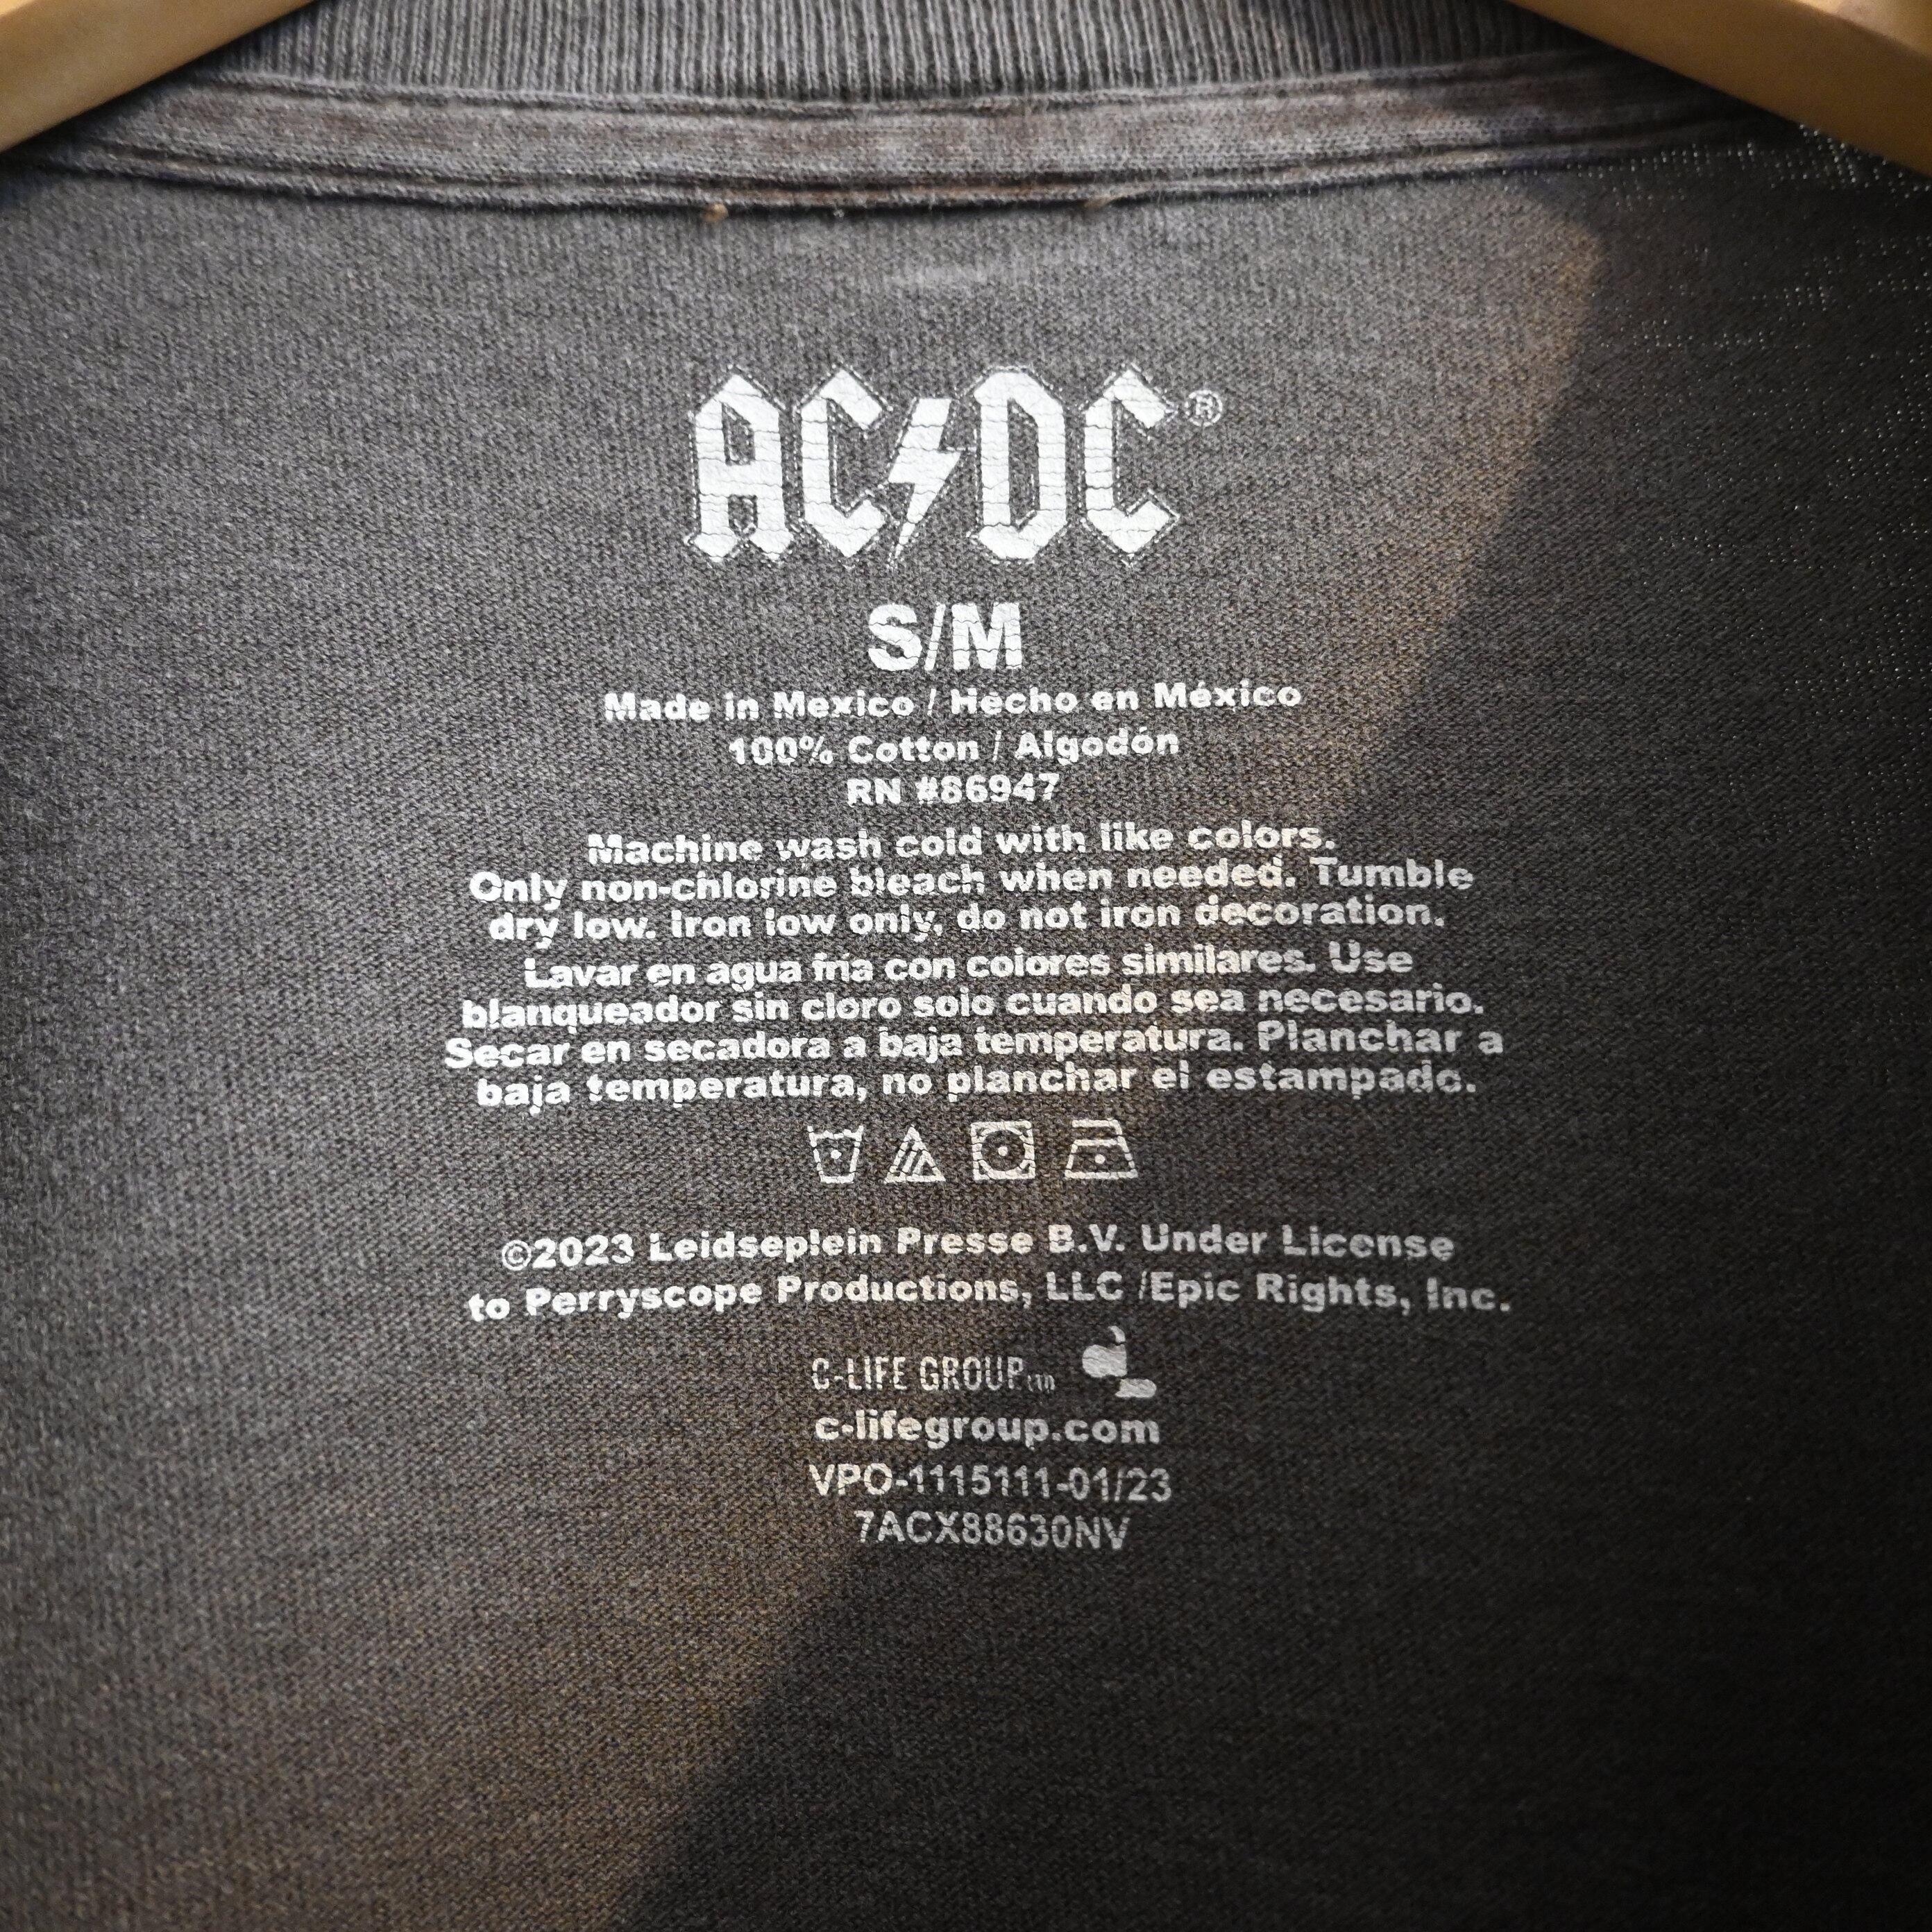 AC⚡DC®
S/M
Made in Mexico / Hecho en México
100% Cotton / Algodón
RN #86947
Machine wash cold with like colors.
Only non-chlorine bleach when needed. Tumble
dry low. Iron low only, do not iron decoration.
Lavar en agua fría con colores similares. Use
blanqueador sin cloro solo cuando sea necesario.
Secar en secadora a baja temperatura. Planchar a
baja temperatura, no planchar el estampado.
©2023 Leidseplein Presse B.V. Under License
to Perryscope Productions, LLC /Epic Rights, Inc.
C-LIFE GROUP LTD
c-lifegroup.com
VPO-1115111-01/23
7ACX88630NV